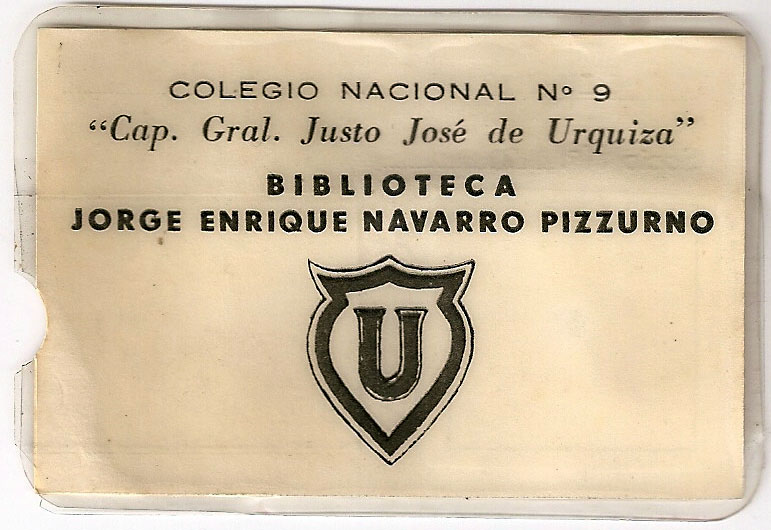 COLEGIO NACIONAL Nº 9
“Cap. Gral. Justo José de Urquiza”
BIBLIOTECA
JORGE ENRIQUE NAVARRO PIZZURNO
U